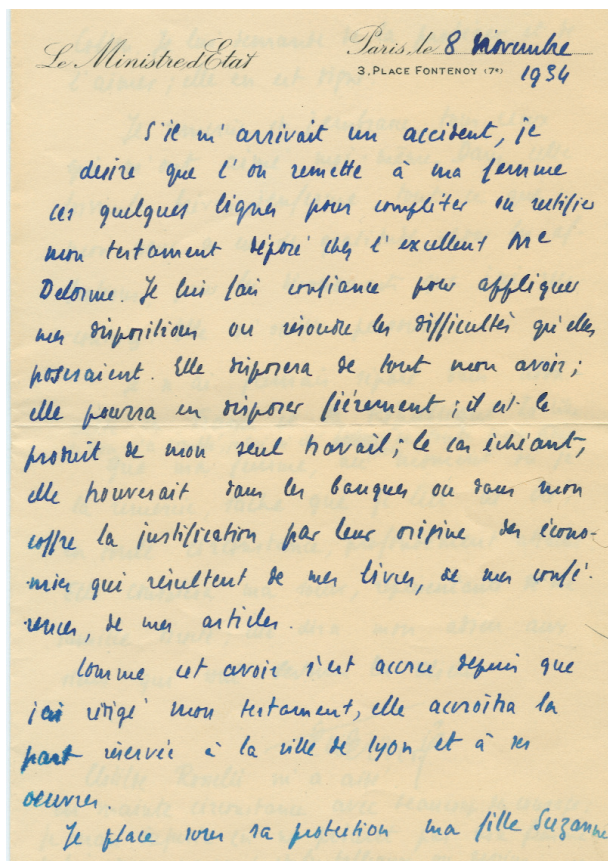 Le Ministre d'Etat
Paris, le 8 novembre
3, PLACE FONTENOY (7e) 1934
S'il m'arrivait un accident, je
désire que l'on remette à ma femme
ces quelques lignes pour compléter ou rectifier
mon testament déposé chez l'excellent Me
Delorme. Je lui fais confiance pour appliquer
mes dispositions ou résoudre les difficultés qu'elles
poseraient. Elle disposera de tout mon avoir;
elle pourra en disposer fièrement; il est le
produit de mon seul travail; le cas échéant,
elle trouverait dans les banques ou dans mon
coffre la justification par leur origine des écono-
mies qui résultent de mes livres, de mes confé-
rences, de mes articles.
Comme cet avoir s'est accru depuis que
j'ai rédigé mon testament, elle accroîtra la
part réservée à la ville de Lyon et à ses
oeuvres.
Je place sous sa protection ma fille Suzanne